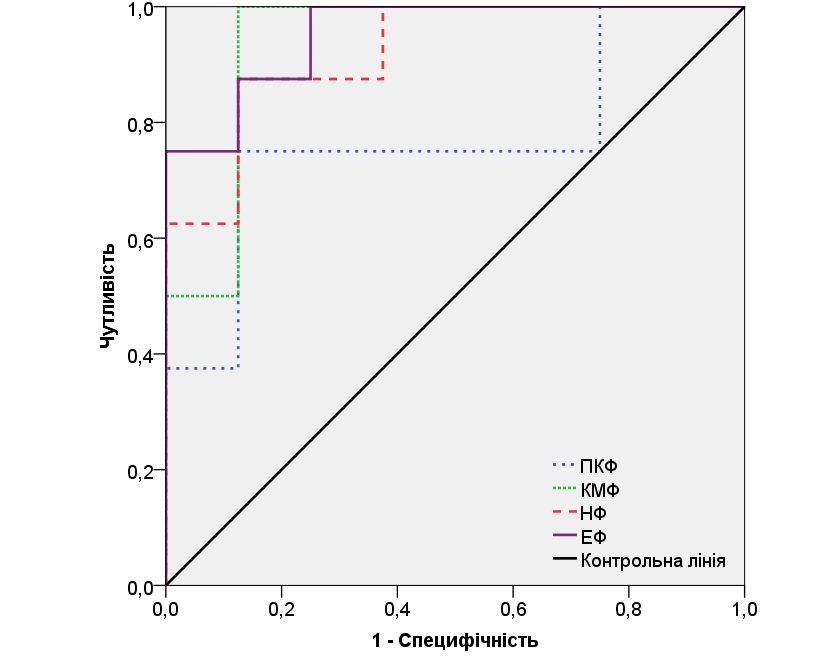 1,0
0,8
0,6
0,4
0,2
0,0
Чутливість
0,0 0,2 0,4 0,6 0,8 1,0
1 - Специфічність
ПКФ
КМФ
НФ
ЕФ
Контрольна лінія